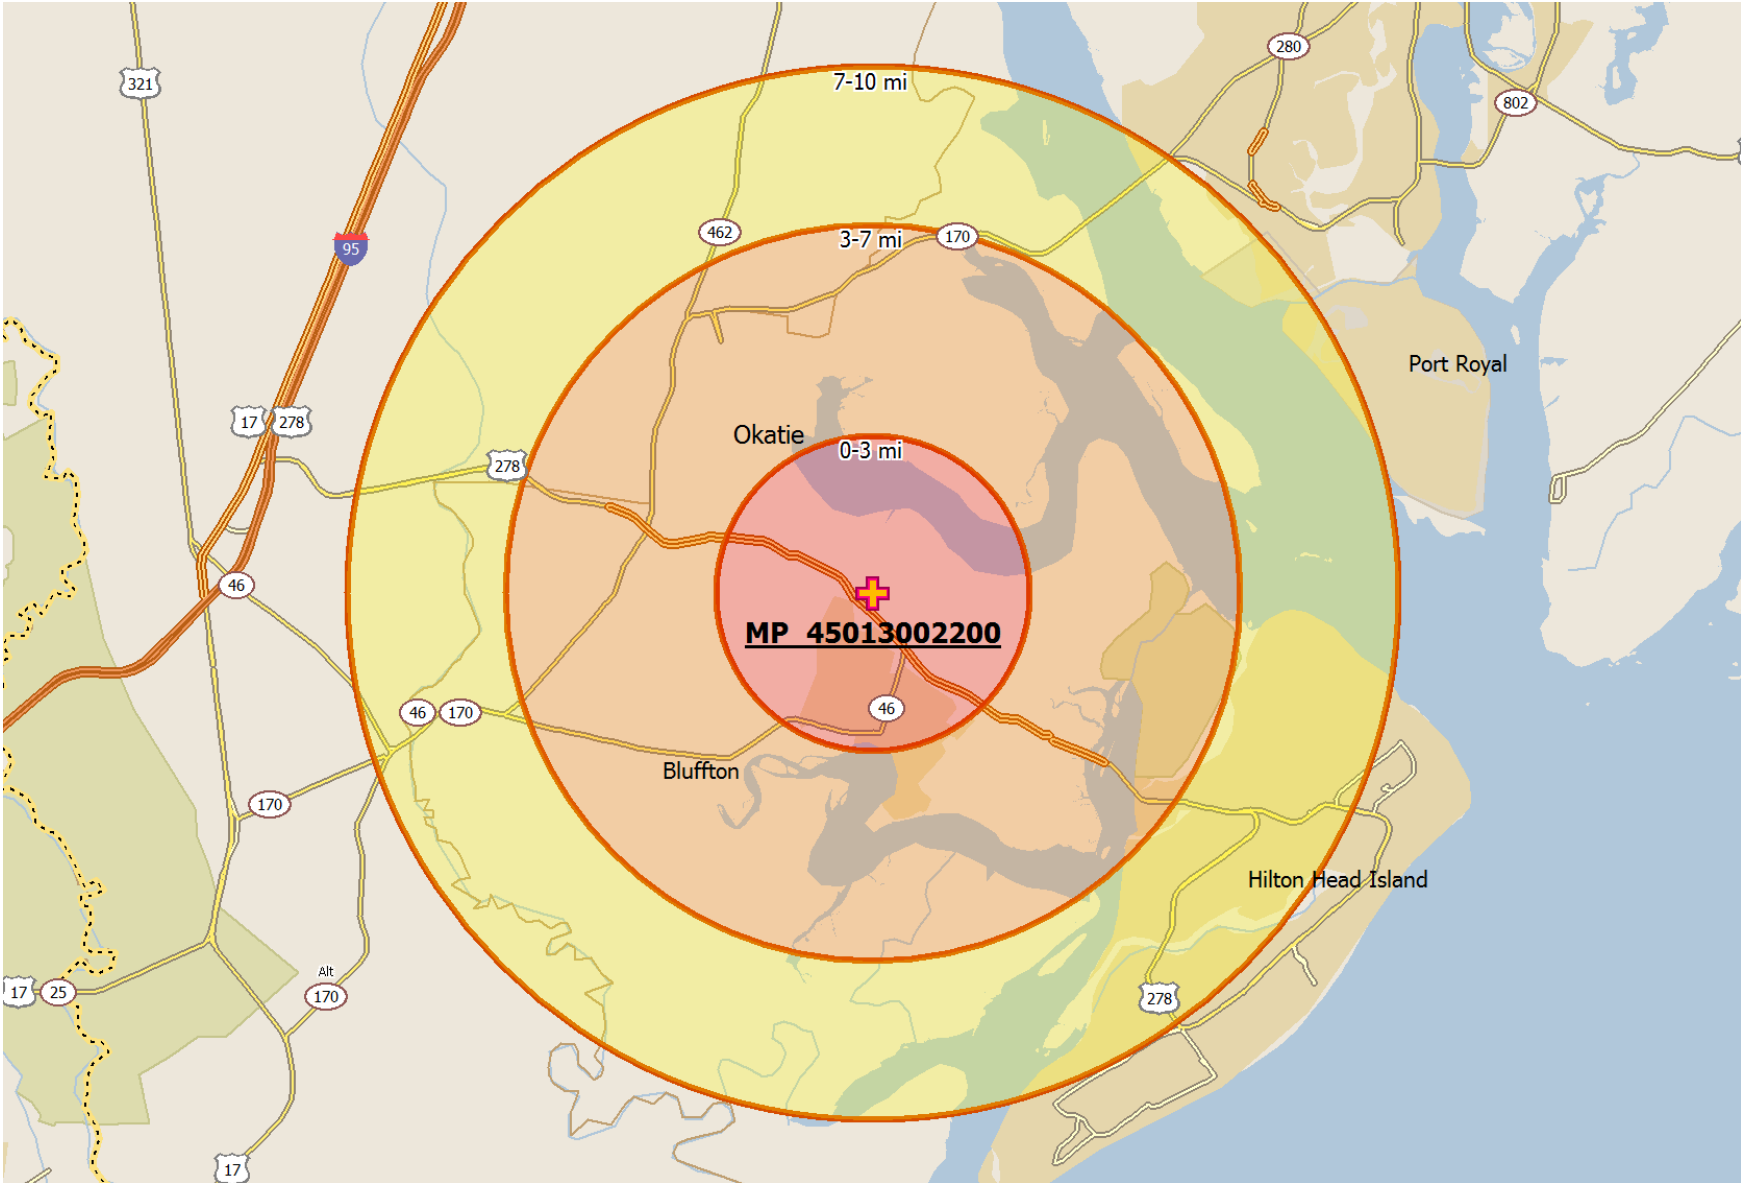 280
321
7-10 mi
802
462
3-7 mi
170
95
Port Royal
17
278
Okatie
0-3 mi
278
46
MP 45013002200
46
46
170
Bluffton
170
Hilton Head Island
Alt
170
17
25
278
17